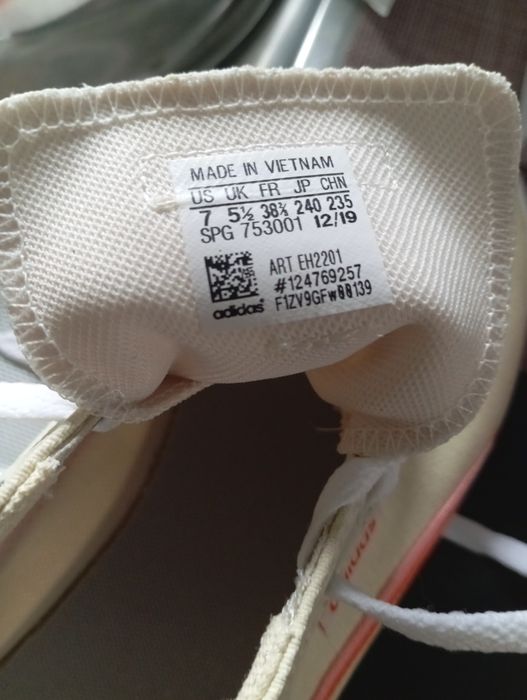 MADE IN VIETNAM
US UK FR JP CHN
7 5½ 38⅔ 240 235
SPG 753001 12/19
ART EH2201
#124769257
F1ZV9GFW00139
adidas